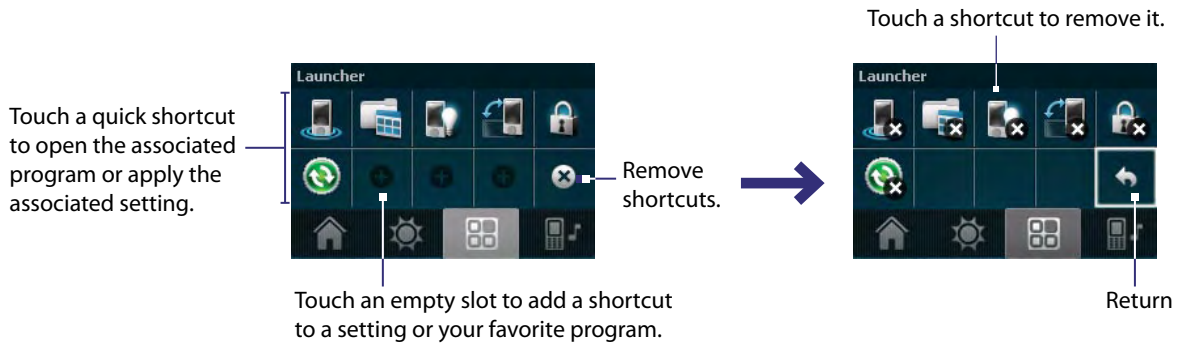 Touch a shortcut to remove it.
Launcher
Launcher
Touch a quick shortcut
to open the associated
program or apply the
associated setting.
Remove
shortcuts.
Touch an empty slot to add a shortcut
to a setting or your favorite program.
Return